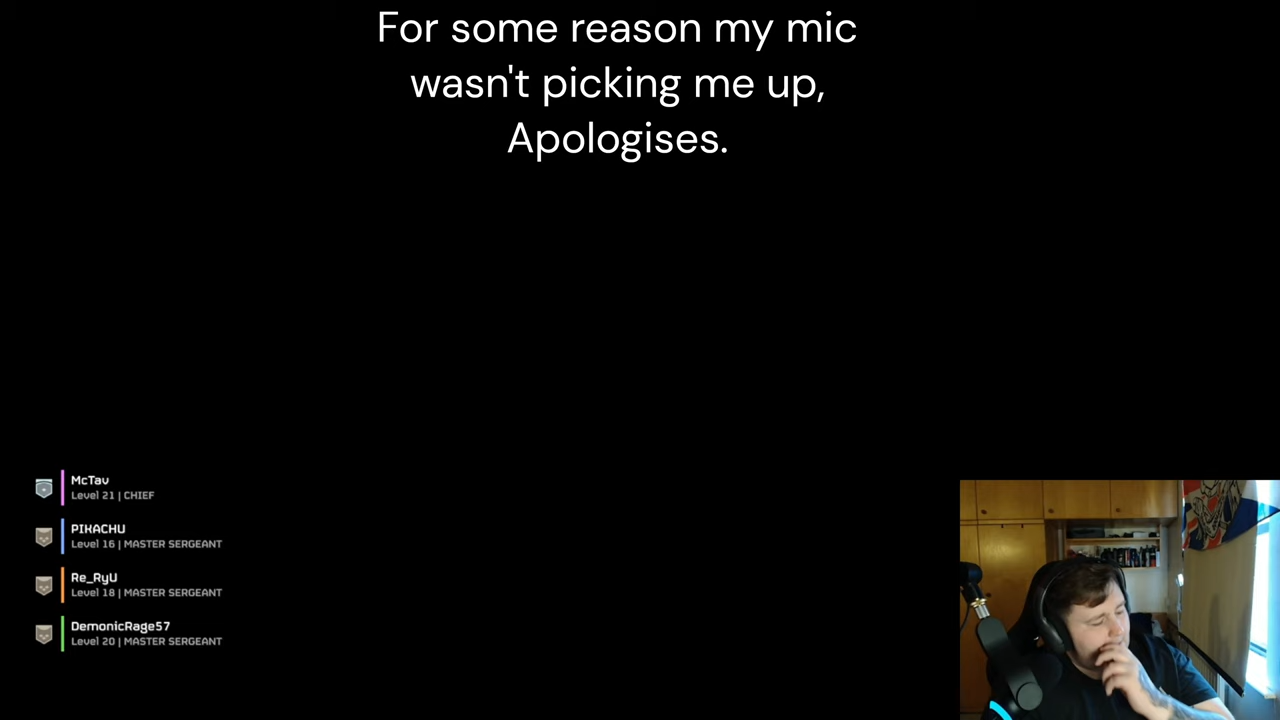 For some reason my mic
wasn't picking me up,
Apologises.
McTav
Level 21 | CHIEF
PIKACHU
Level 16 | MASTER SERGEANT
Re_RyU
Level 18 | MASTER SERGEANT
DemonicRage57
Level 20 | MASTER SERGEANT